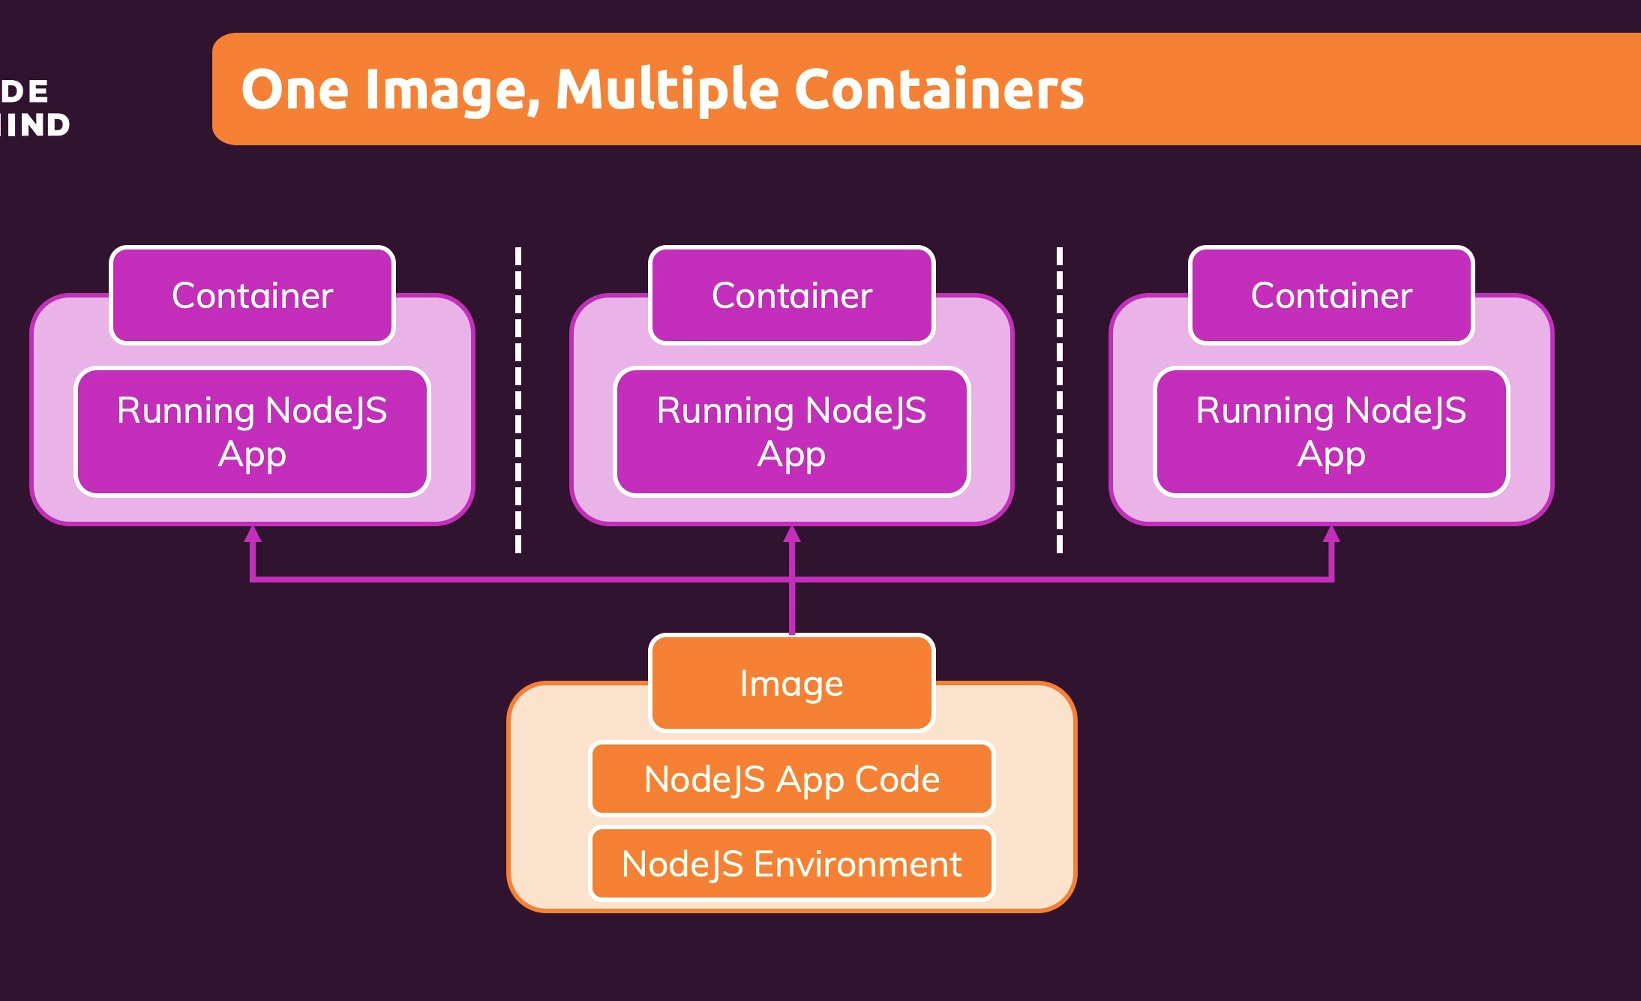 DE
One Image, Multiple Containers
Container
Container
Container
Running NodeJS
App
Running NodeJS
App
Running NodeJS
App
Image
NodeJS App Code
NodeJS Environment